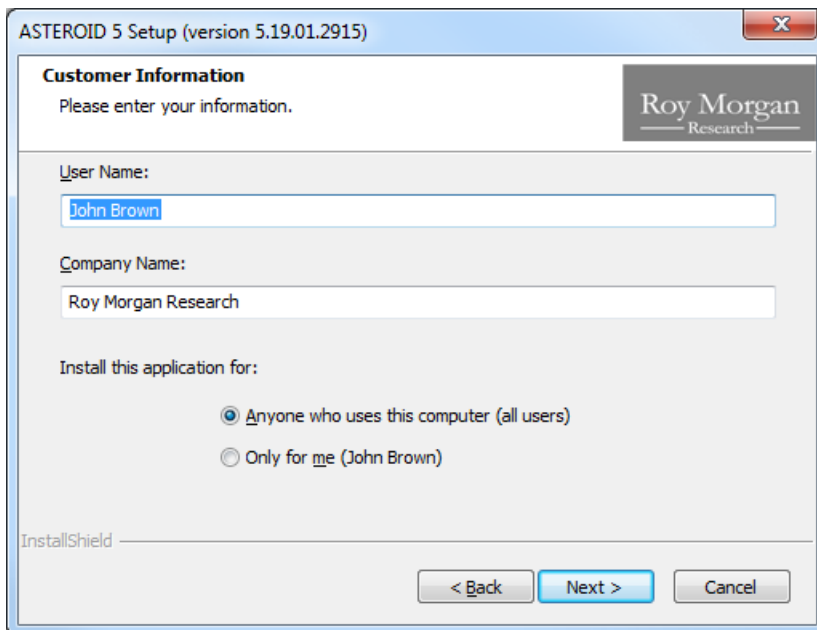 ASTEROID 5 Setup (version 5.19.01.2915)
Customer Information
Please enter your information.
Roy Morgan
Research
User Name:
John Brown
Company Name:
Roy Morgan Research
Install this application for:
Anyone who uses this computer (all users)
Only for me (John Brown)
InstallShield
< Back
Next >
Cancel